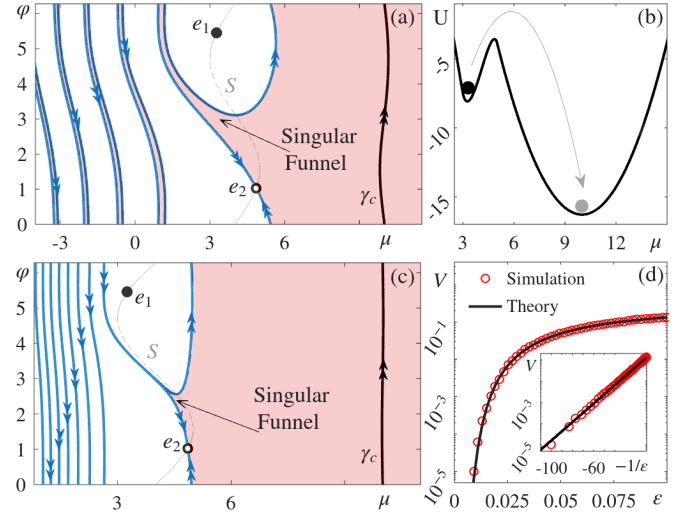 φ
6
5
4
3
2
1
0
e1
(a)
S
Singular
Funnel
e2
γc
-3
0
3
6
μ
U
-5
-10
-15
(b)
3
6
9
12
μ
φ
6
5
4
3
2
1
0
e1
(c)
S
Singular
Funnel
e2
γc
3
6
μ
V
10⁻¹
10⁻³
10⁻⁵
Simulation
(d)
Theory
V
10⁻³
10⁻⁵
-100
-60
-1/ε
0
0.025
0.075
ε